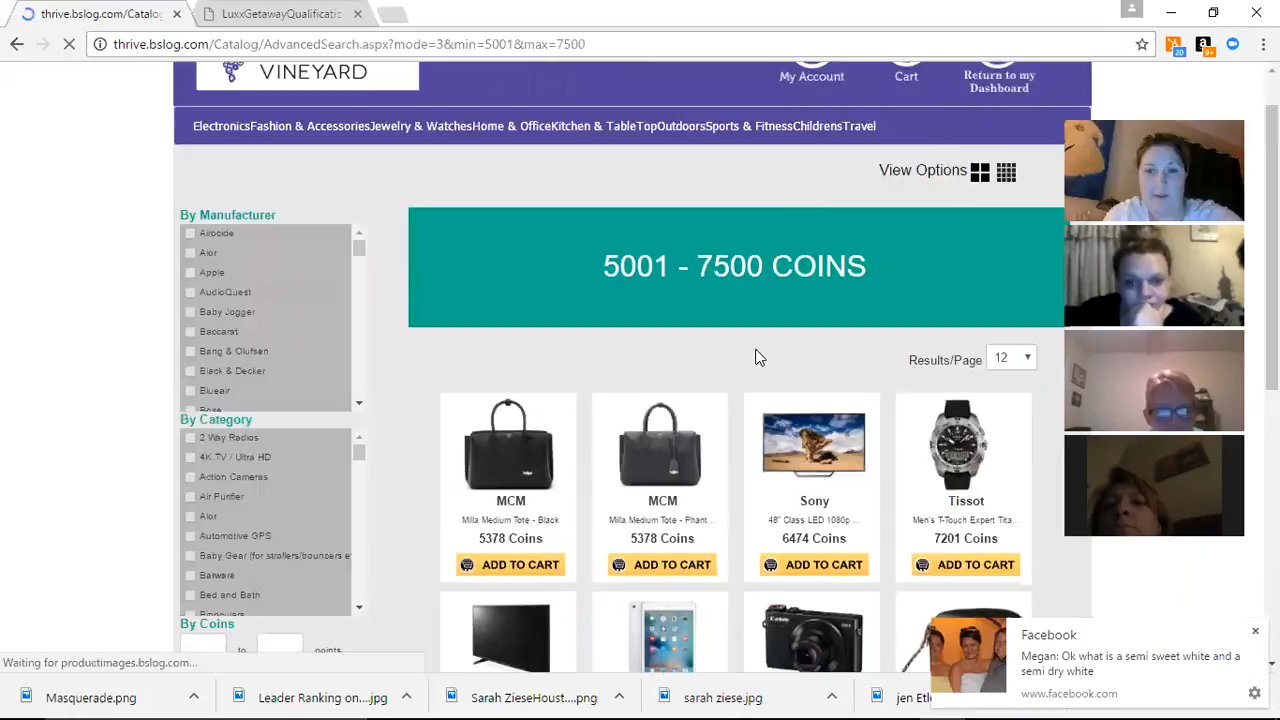 thrive.bslog.com/Catalo
LuxxGetawayQualificatio
thrive.bslog.com/Catalog/AdvancedSearch.aspx?mode=3&min=5001&max=7500
20
9+
VINEYARD
My Account
Cart
Return to my
Dashboard
ElectronicsFashion & AccessoriesJewelry & WatchesHome & OfficeKitchen & TableTopOutdoorsSports & FitnessChildrensTravel
View Options
By Manufacturer
Airocide
Alor
Apple
AudioQuest
Baby Jogger
Baccarat
Bang & Olufsen
Black & Decker
Blueair
Bose
5001 - 7500 COINS
Results/Page 12
By Category
2 Way Radios
4K TV / Ultra HD
Action Cameras
Air Purifier
Alor
Automotive GPS
Baby Gear (for strollers/bouncers e
Barware
Bed and Bath
Binoculars
By Coins
to
points
MCM
Milla Medium Tote - Black
5378 Coins
ADD TO CART
MCM
Milla Medium Tote - Phant...
5378 Coins
ADD TO CART
Sony
48" Class LED 1080p ...
6474 Coins
ADD TO CART
Tissot
Men's T-Touch Expert Tita...
7201 Coins
ADD TO CART
Canon
Facebook
Megan: Ok what is a semi sweet white and a
semi dry white
www.facebook.com
Waiting for productimages.bslog.com...
Masquerade.png
Leader Ranking on....jpg
Sarah ZieseHoust....png
sarah ziese.jpg
jen Etl